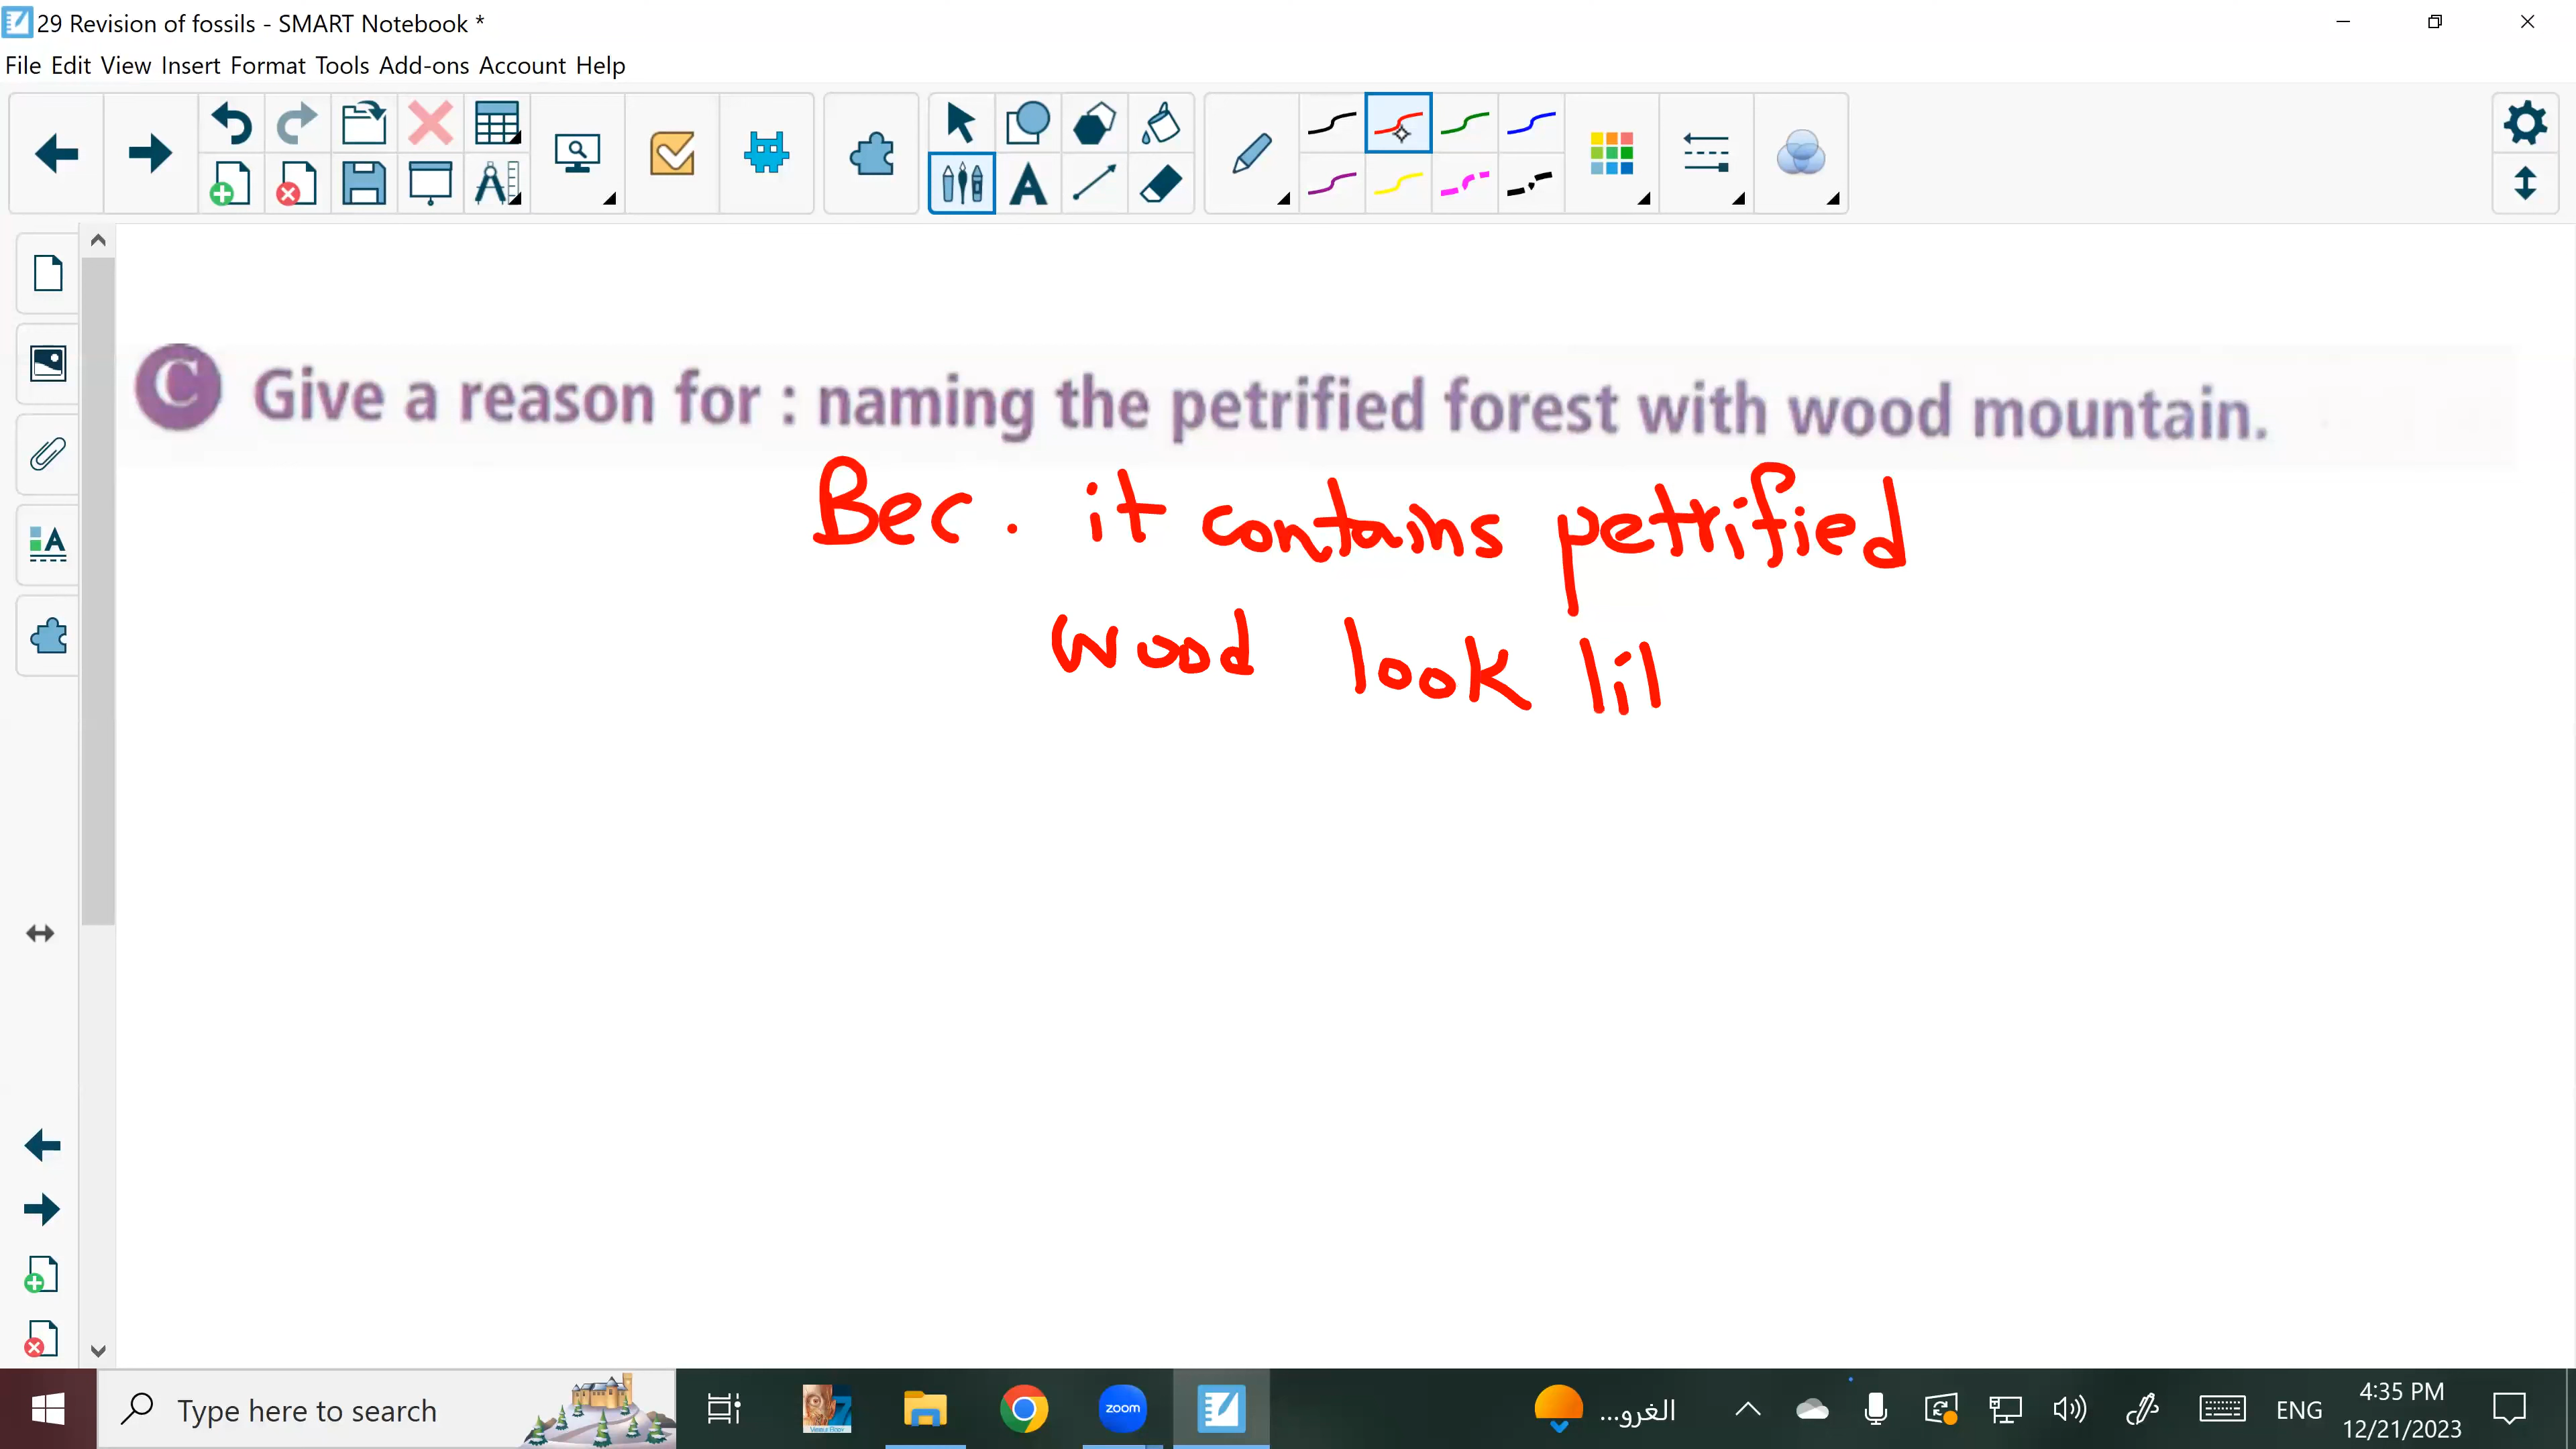 29 Revision of fossils - SMART Notebook *
File Edit View Insert Format Tools Add-ons Account Help
C Give a reason for : naming the petrified forest with wood mountain.
Bec. it contains petrified
wood look lil
Type here to search
zoom
الغرو...
ENG
4:35 PM
12/21/2023